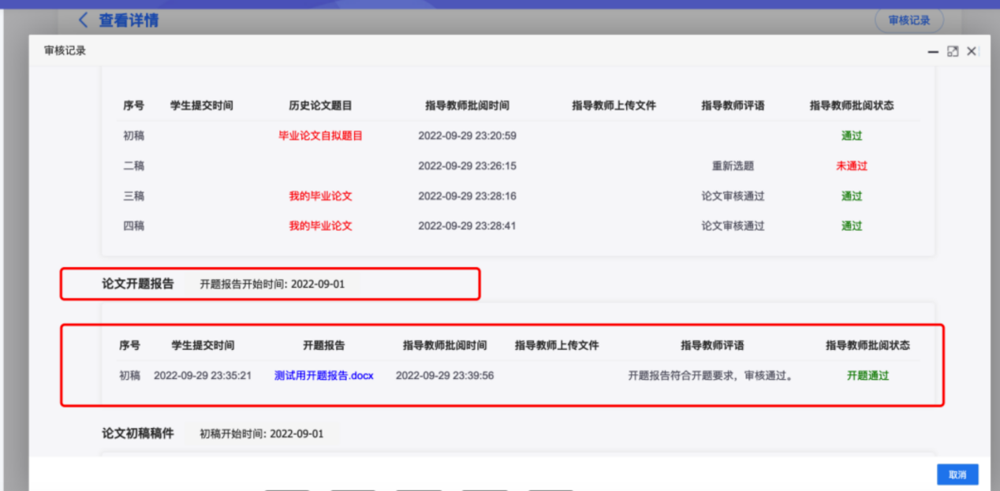 查看详情 审核记录
审核记录
序号 学生提交时间 历史论文题目 指导教师批阅时间 指导教师上传文件 指导教师评语 指导教师批阅状态
初稿 毕业论文自拟题目 2022-09-29 23:20:59 通过
二稿 2022-09-29 23:26:15 重新选题 未通过
三稿 我的毕业论文 2022-09-29 23:28:16 论文审核通过 通过
四稿 我的毕业论文 2022-09-29 23:28:41 论文审核通过 通过
论文开题报告 开题报告开始时间: 2022-09-01
序号 学生提交时间 开题报告 指导教师批阅时间 指导教师上传文件 指导教师评语 指导教师批阅状态
初稿 2022-09-29 23:35:21 测试用开题报告.docx 2022-09-29 23:39:56 开题报告符合开题要求，审核通过。 开题通过
论文初稿稿件 初稿开始时间: 2022-09-01
取消